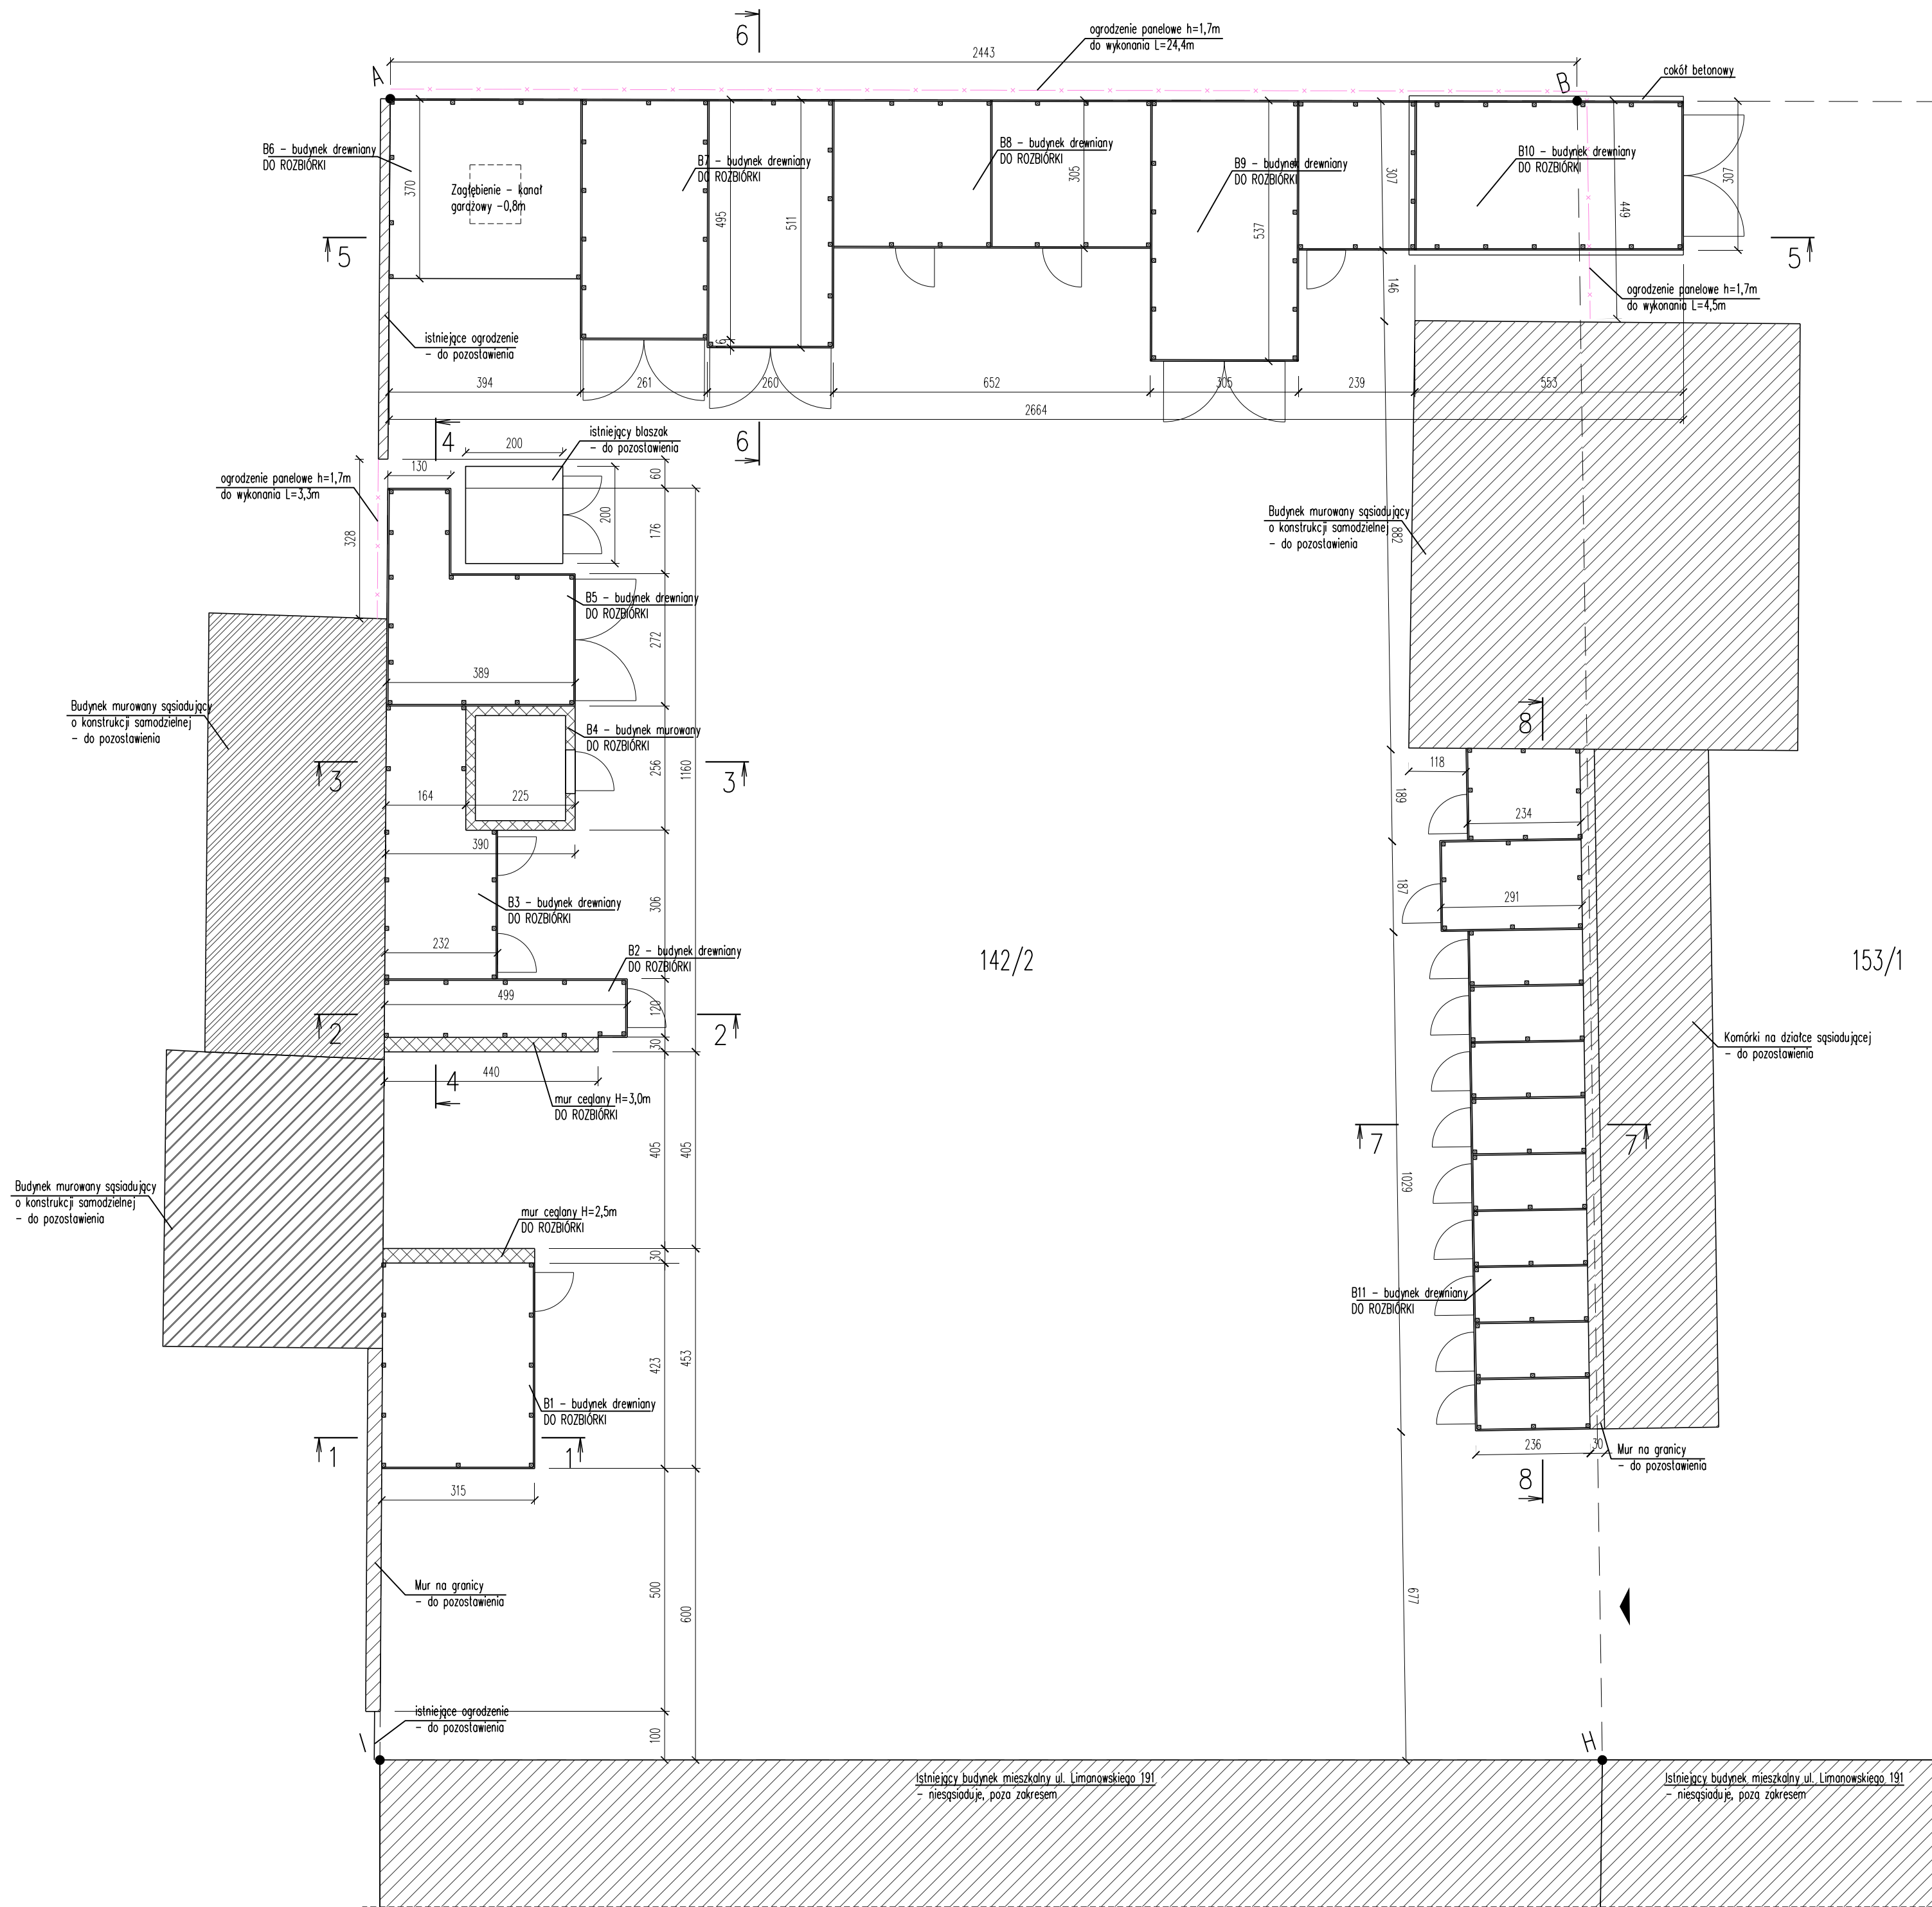 6
ogrodzenie panelowe h=1,7m
do wykonania L=24,4m
2443
A
B
cokół betonowy
B6 - budynek drewniany
DO ROZBIÓRKI
370
Zagłębienie - kanał
garażowy -0,8m
B7 - budynek drewniany
DO ROZBIÓRKI
495
6
511
B8 - budynek drewniany
DO ROZBIÓRKI
305
B9 - budynek drewniany
DO ROZBIÓRKI
537
307
146
B10 - budynek drewniany
DO ROZBIÓRKI
449
307
5
5
ogrodzenie panelowe h=1,7m
do wykonania L=4,5m
istniejące ogrodzenie
- do pozostawienia
394
261
260
652
305
239
553
2664
4
6
istniejący blaszak
- do pozostawienia
200
130
60
ogrodzenie panelowe h=1,7m
do wykonania L=3,3m
328
200
176
Budynek murowany sąsiadujący
o konstrukcji samodzielnej
- do pozostawienia
882
B5 - budynek drewniany
DO ROZBIÓRKI
272
389
Budynek murowany sąsiadujący
o konstrukcji samodzielnej
- do pozostawienia
B4 - budynek murowany
DO ROZBIÓRKI
8
3
3
256
1160
118
164
225
189
234
390
187
291
B3 - budynek drewniany
DO ROZBIÓRKI
306
232
B2 - budynek drewniany
DO ROZBIÓRKI
142/2
153/1
499
120
2
2
30
Komórki na działce sąsiadującej
- do pozostawienia
440
4
mur ceglany H=3,0m
DO ROZBIÓRKI
405
405
7
7
1029
Budynek murowany sąsiadujący
o konstrukcji samodzielnej
- do pozostawienia
mur ceglany H=2,5m
DO ROZBIÓRKI
30
B11 - budynek drewniany
DO ROZBIÓRKI
423
453
B1 - budynek drewniany
DO ROZBIÓRKI
1
1
236
30
Mur na granicy
- do pozostawienia
8
315
Mur na granicy
- do pozostawienia
500
600
677
istniejące ogrodzenie
- do pozostawienia
100
I
H
Istniejący budynek mieszkalny ul. Limanowskiego 191
- niesąsiaduje, poza zakresem
Istniejący budynek mieszkalny ul. Limanowskiego 191
- niesąsiaduje, poza zakresem